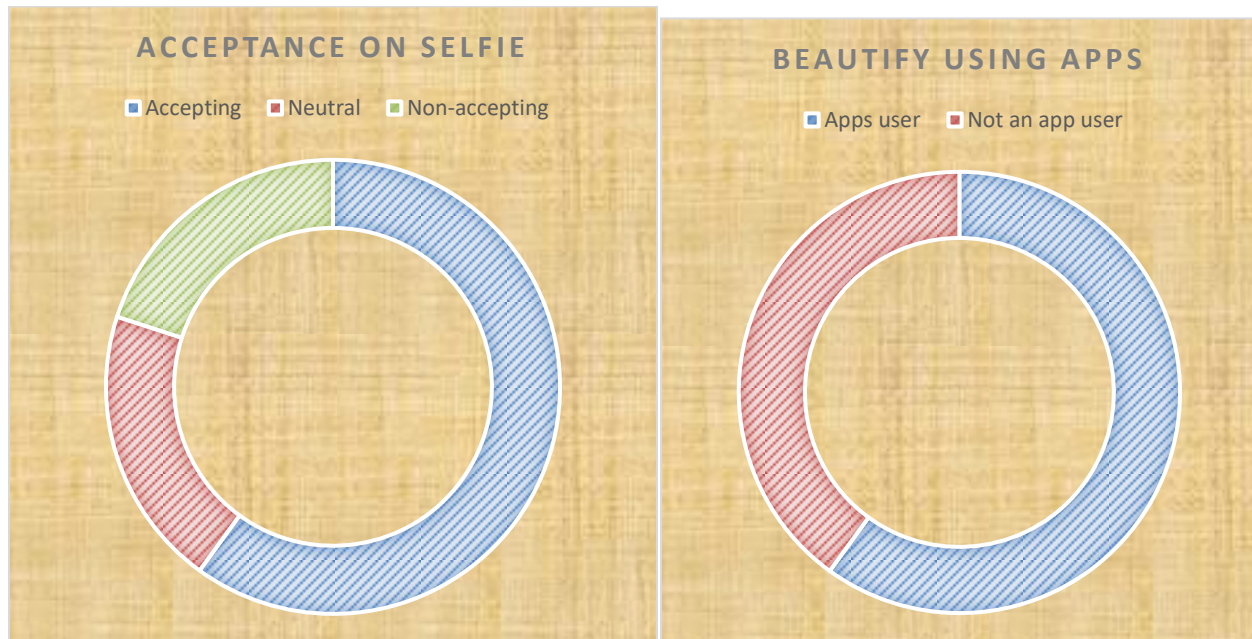 ACCEPTANCE ON SELFIE
Accepting Neutral Non-accepting
BEAUTIFY USING APPS
Apps user Not an app user